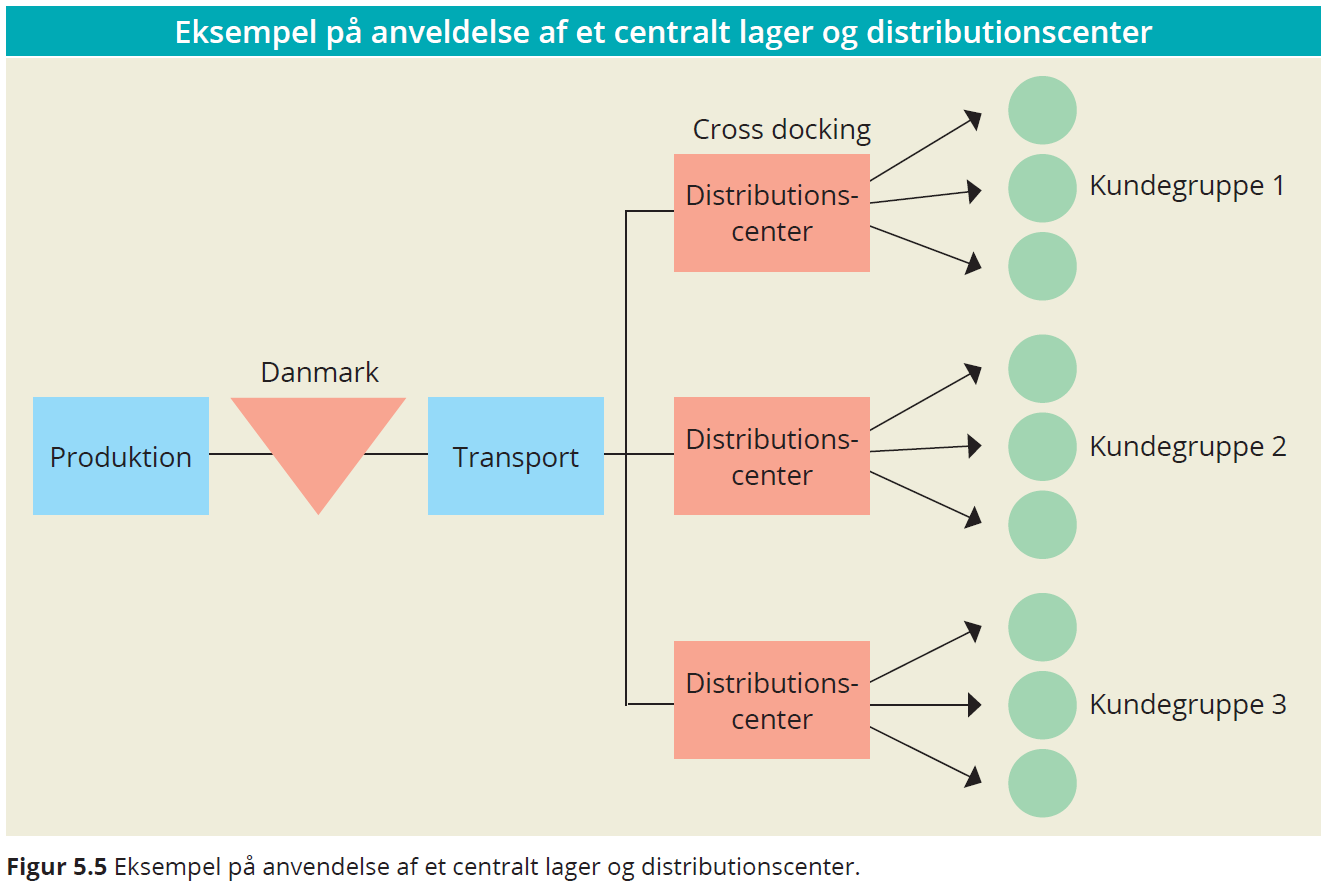 Eksempel på anveldelse af et centralt lager og distributionscenter
Cross docking
Distributions-
center
Kundegruppe 1
Danmark
Produktion
Transport
Distributions-
center
Kundegruppe 2
Distributions-
center
Kundegruppe 3
Figur 5.5 Eksempel på anvendelse af et centralt lager og distributionscenter.